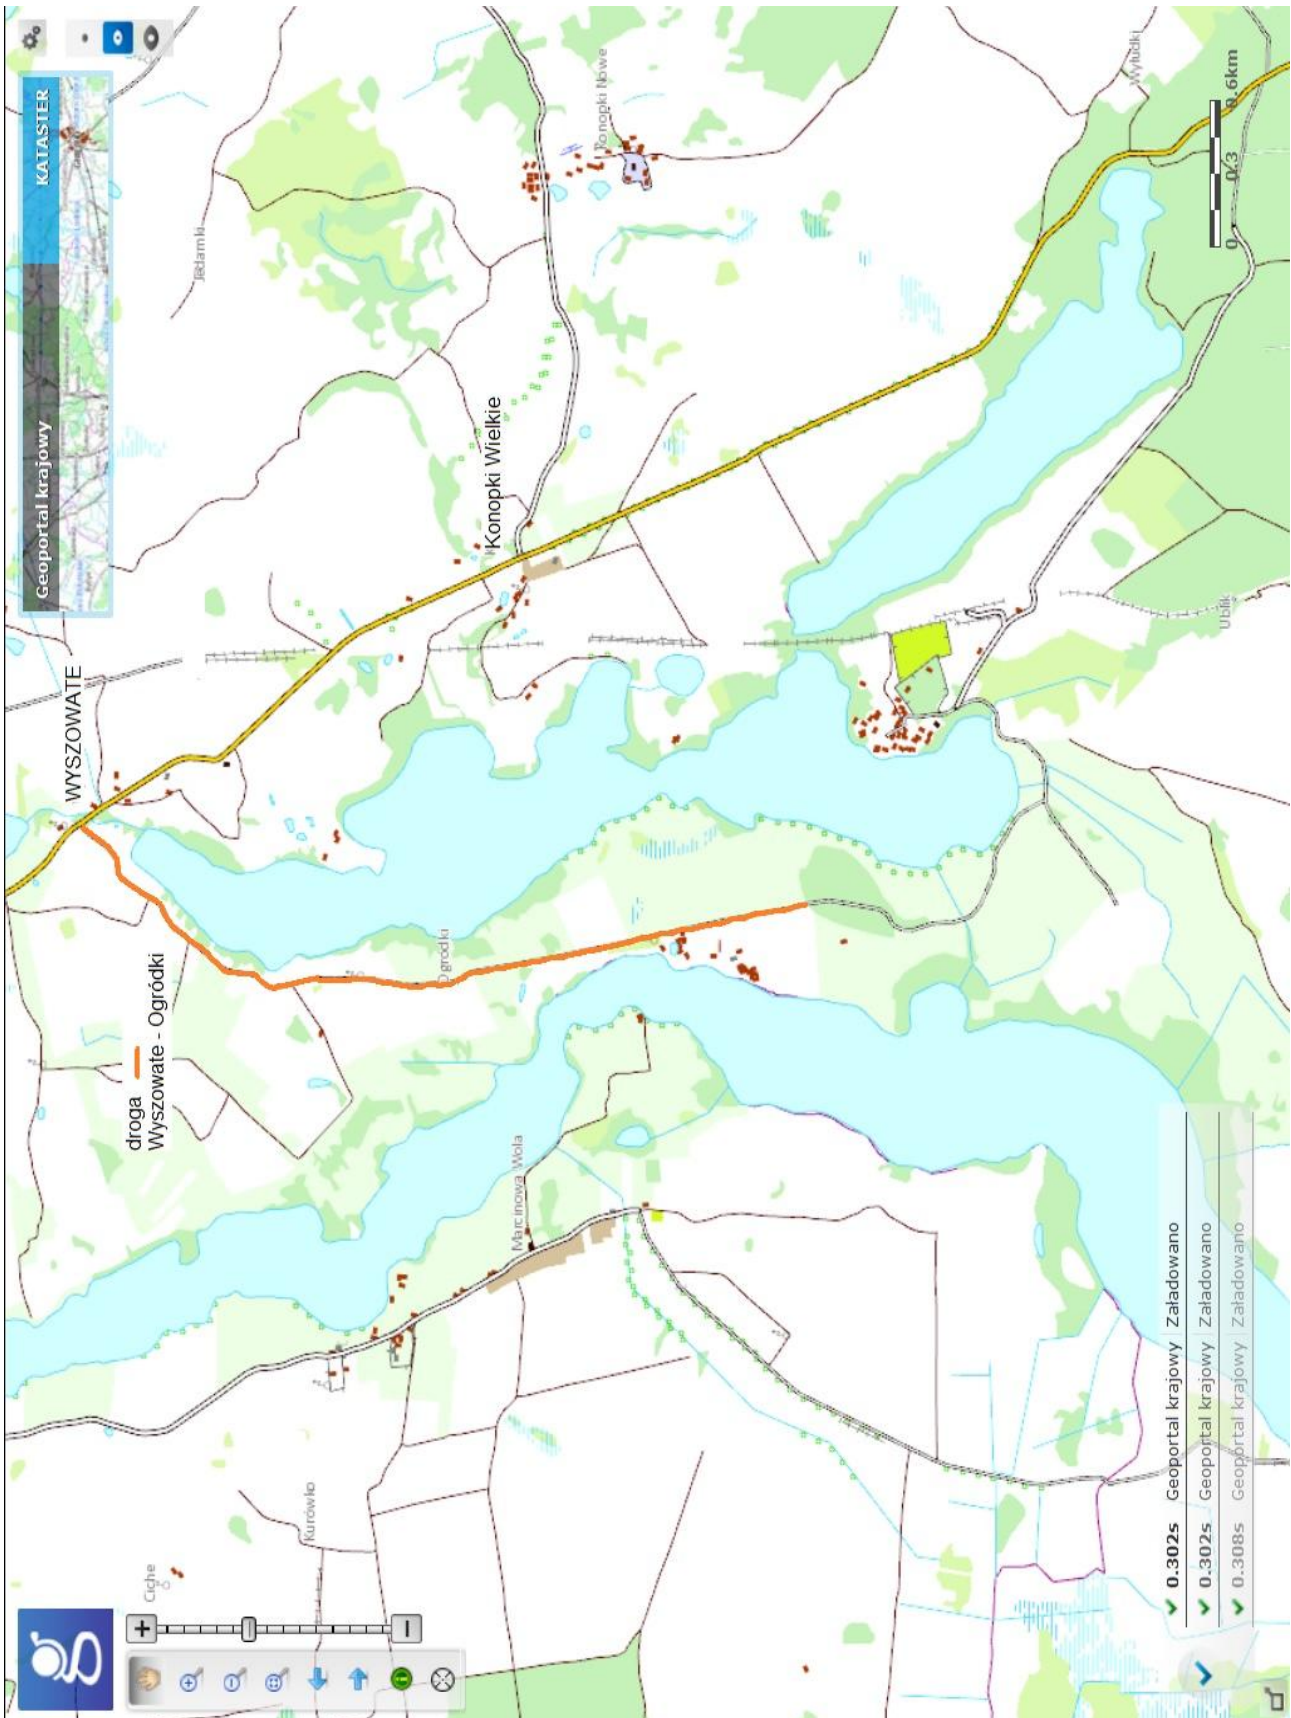 Geoportal krajowy
KATASTER
WYSZOWATE
droga
Wyszowate - Ogródki
Konopki Wielkie
Konopki Nowe
Jedamki
Wyłudki
Ogródki
Marcinowa Wola
Kurówko
Ciche
Ublik
0
0.3
0.6km
0.302s Geoportal krajowy Załadowano
0.302s Geoportal krajowy Załadowano
0.308s Geoportal krajowy Załadowano